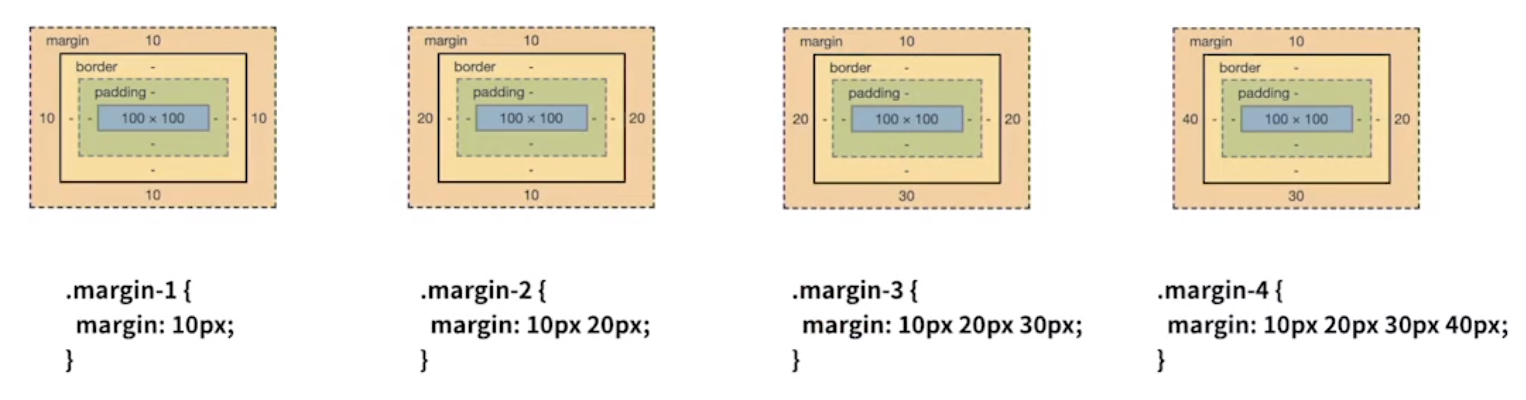 margin 10
border -
padding -
10 - - 100 × 100 - - 10
-
-
10
margin 10
border -
padding -
20 - - 100 × 100 - - 20
-
-
10
margin 10
border -
padding -
20 - - 100 × 100 - - 20
-
-
30
margin 10
border -
padding -
40 - - 100 × 100 - - 20
-
-
30
.margin-1 {
margin: 10px;
}
.margin-2 {
margin: 10px 20px;
}
.margin-3 {
margin: 10px 20px 30px;
}
.margin-4 {
margin: 10px 20px 30px 40px;
}